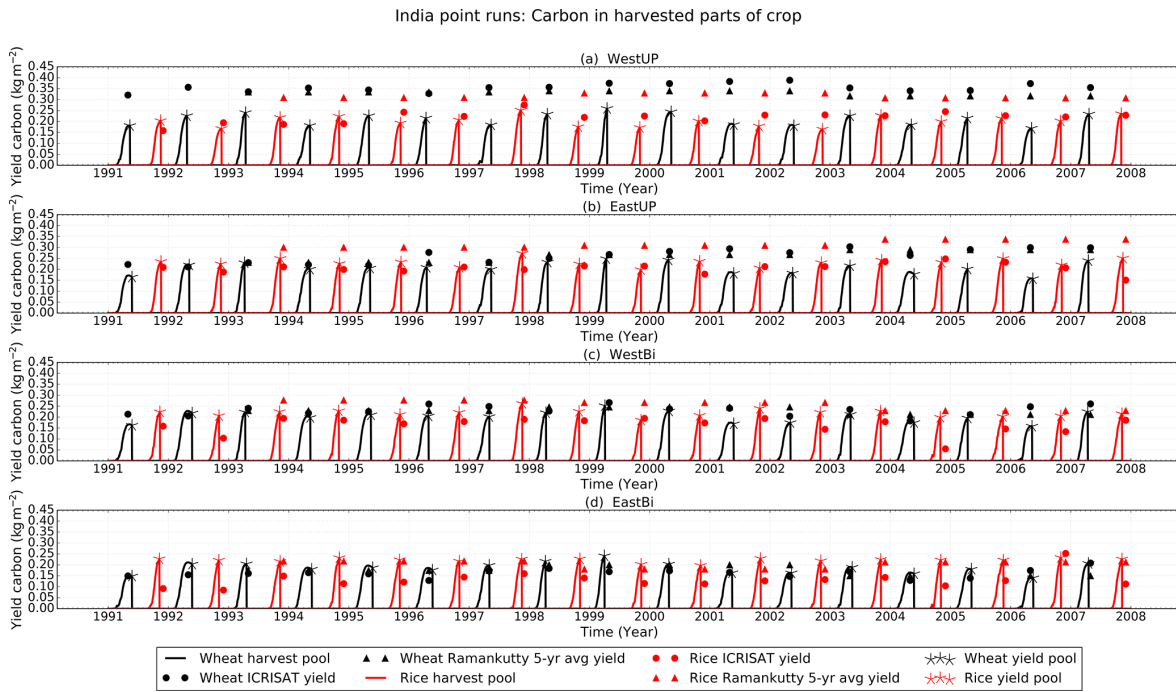 India point runs: Carbon in harvested parts of crop
(a) WestUP
Yield carbon (kg m⁻²)
0.45
0.40
0.35
0.30
0.25
0.20
0.15
0.10
0.05
0.00
1991 1992 1993 1994 1995 1996 1997 1998 1999 2000 2001 2002 2003 2004 2005 2006 2007 2008
Time (Year)
(b) EastUP
Yield carbon (kg m⁻²)
0.45
0.40
0.35
0.30
0.25
0.20
0.15
0.10
0.05
0.00
1991 1992 1993 1994 1995 1996 1997 1998 1999 2000 2001 2002 2003 2004 2005 2006 2007 2008
Time (Year)
(c) WestBi
Yield carbon (kg m⁻²)
0.45
0.40
0.35
0.30
0.25
0.20
0.15
0.10
0.05
0.00
1991 1992 1993 1994 1995 1996 1997 1998 1999 2000 2001 2002 2003 2004 2005 2006 2007 2008
Time (Year)
(d) EastBi
Yield carbon (kg m⁻²)
0.45
0.40
0.35
0.30
0.25
0.20
0.15
0.10
0.05
0.00
1991 1992 1993 1994 1995 1996 1997 1998 1999 2000 2001 2002 2003 2004 2005 2006 2007 2008
Time (Year)
Wheat harvest pool Wheat Ramankutty 5-yr avg yield Rice ICRISAT yield Wheat yield pool
Wheat ICRISAT yield Rice harvest pool Rice Ramankutty 5-yr avg yield Rice yield pool